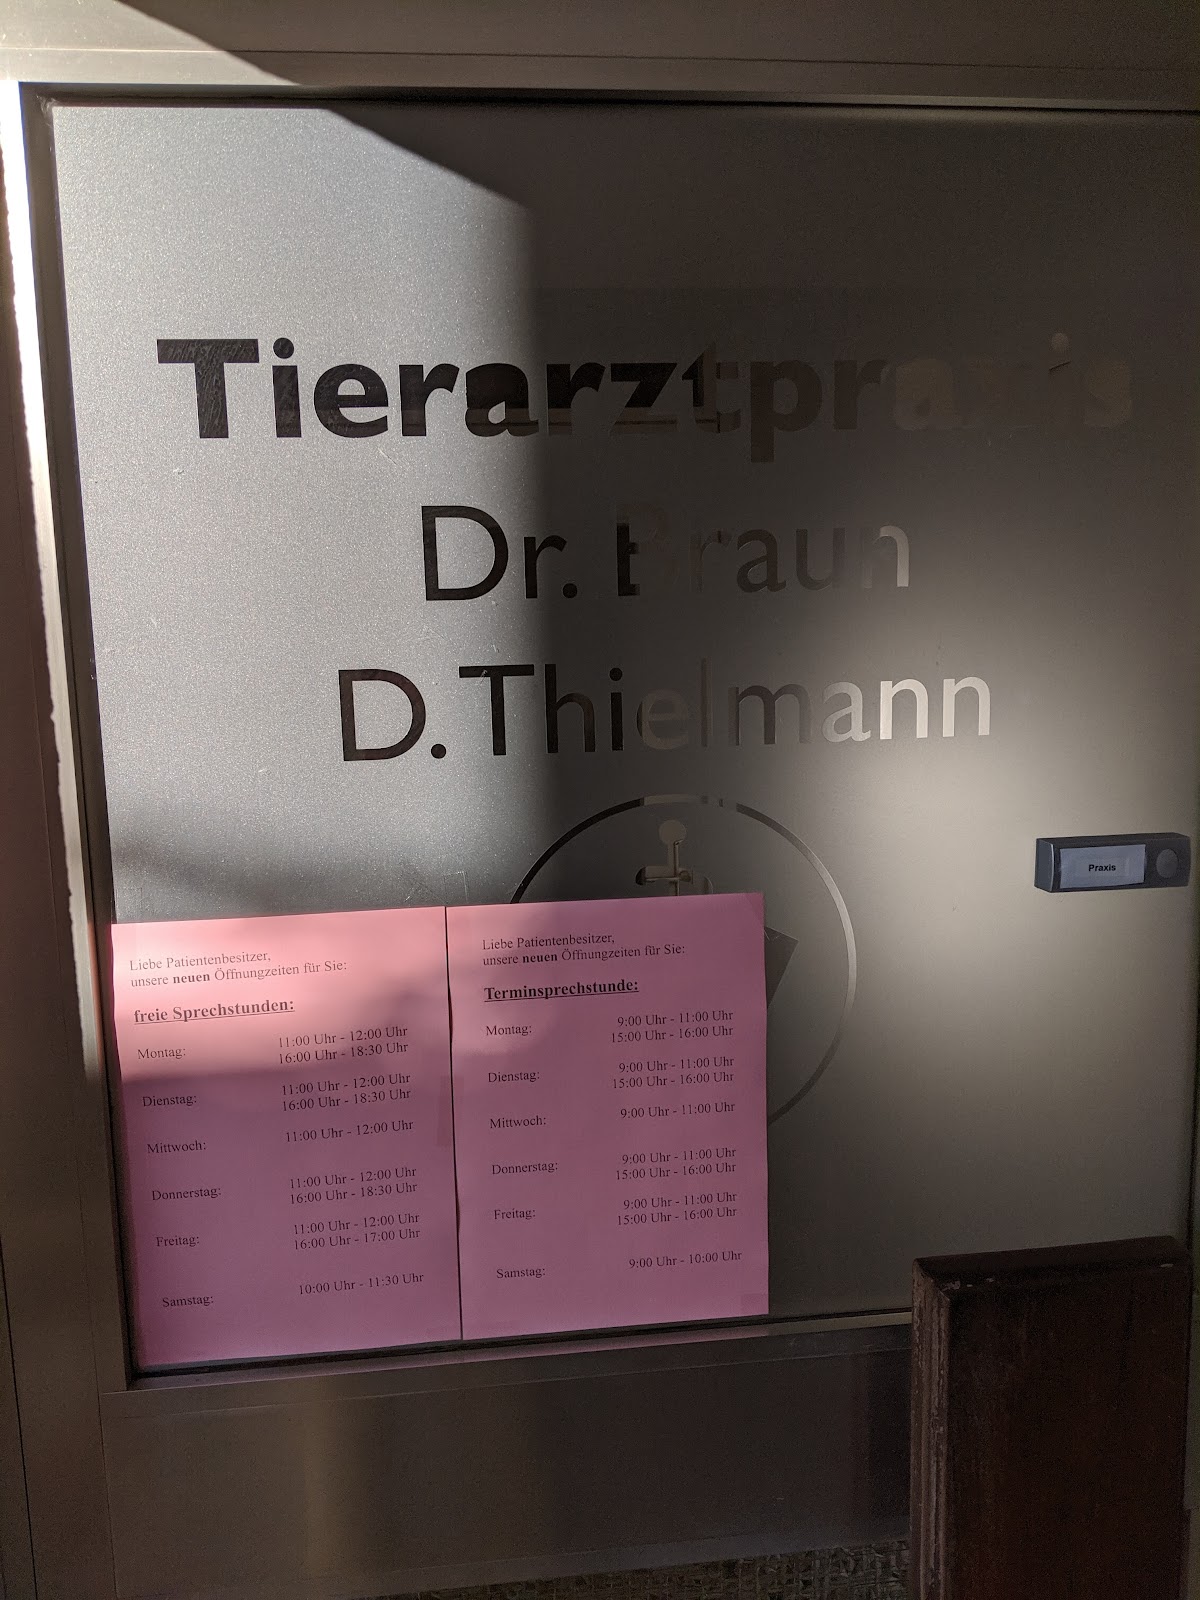 Tierarztpraxis
Dr. Braun
D. Thielmann
Praxis
Liebe Patientenbesitzer,
unsere neuen Öffnungzeiten für Sie:
freie Sprechstunden:
Montag: 11:00 Uhr - 12:00 Uhr
16:00 Uhr - 18:30 Uhr
Dienstag: 11:00 Uhr - 12:00 Uhr
16:00 Uhr - 18:30 Uhr
Mittwoch: 11:00 Uhr - 12:00 Uhr
Donnerstag: 11:00 Uhr - 12:00 Uhr
16:00 Uhr - 18:30 Uhr
Freitag: 11:00 Uhr - 12:00 Uhr
16:00 Uhr - 17:00 Uhr
Samstag: 10:00 Uhr - 11:30 Uhr
Liebe Patientenbesitzer,
unsere neuen Öffnungzeiten für Sie:
Terminsprechstunde:
Montag: 9:00 Uhr - 11:00 Uhr
15:00 Uhr - 16:00 Uhr
Dienstag: 9:00 Uhr - 11:00 Uhr
15:00 Uhr - 16:00 Uhr
Mittwoch: 9:00 Uhr - 11:00 Uhr
Donnerstag: 9:00 Uhr - 11:00 Uhr
15:00 Uhr - 16:00 Uhr
Freitag: 9:00 Uhr - 11:00 Uhr
15:00 Uhr - 16:00 Uhr
Samstag: 9:00 Uhr - 10:00 Uhr